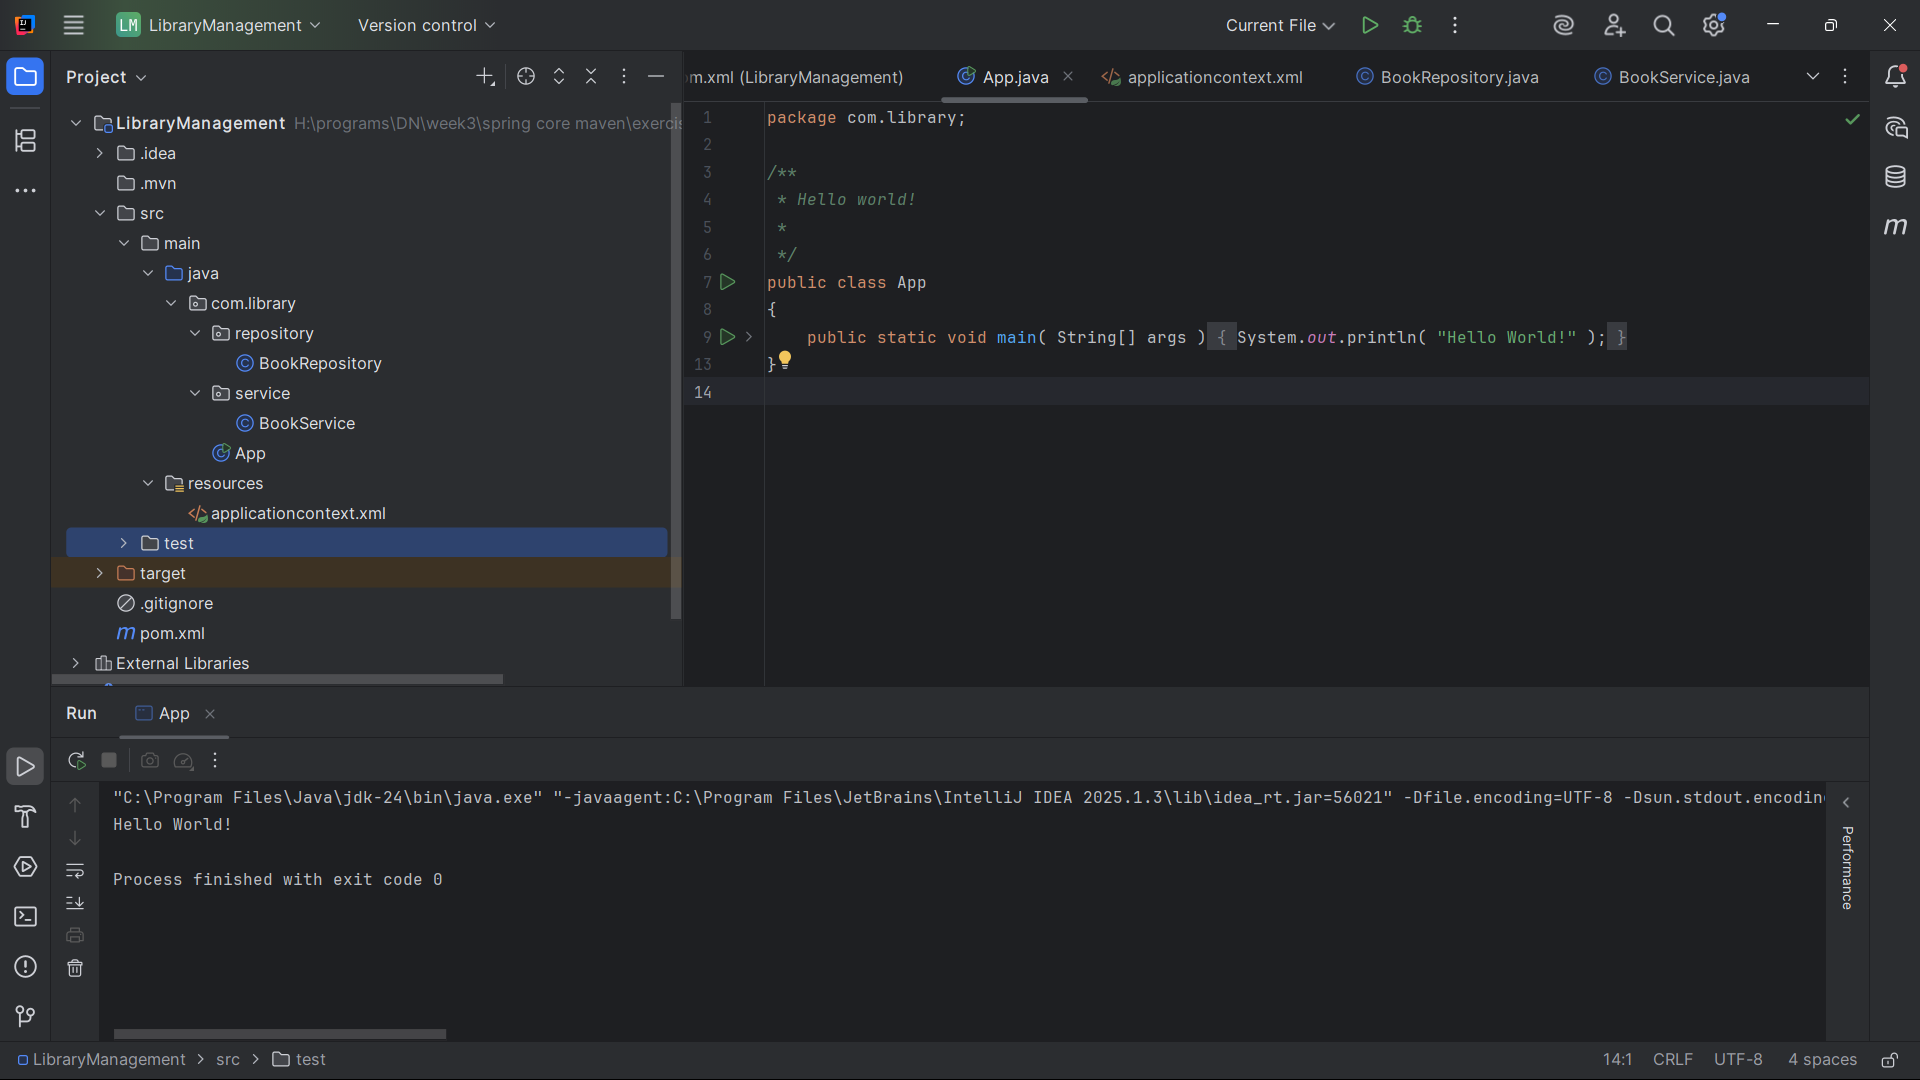 LM LibraryManagement
Version control
Current File
Project
m.xml (LibraryManagement)
App.java
applicationcontext.xml
BookRepository.java
BookService.java
LibraryManagement H:\programs\DN\week3\spring core maven\exercis
.idea
.mvn
src
main
java
com.library
repository
BookRepository
service
BookService
App
resources
applicationcontext.xml
test
target
.gitignore
m pom.xml
External Libraries
1 package com.library;
2
3 /**
4 * Hello world!
5 *
6 */
7 public class App
8 {
9 public static void main( String[] args ) { System.out.println( "Hello World!" ); }
13 }
14
m
Run
App
"C:\Program Files\Java\jdk-24\bin\java.exe" "-javaagent:C:\Program Files\JetBrains\IntelliJ IDEA 2025.1.3\lib\idea_rt.jar=56021" -Dfile.encoding=UTF-8 -Dsun.stdout.encoding
Hello World!
Process finished with exit code 0
Performance
LibraryManagement > src > test
14:1 CRLF UTF-8 4 spaces